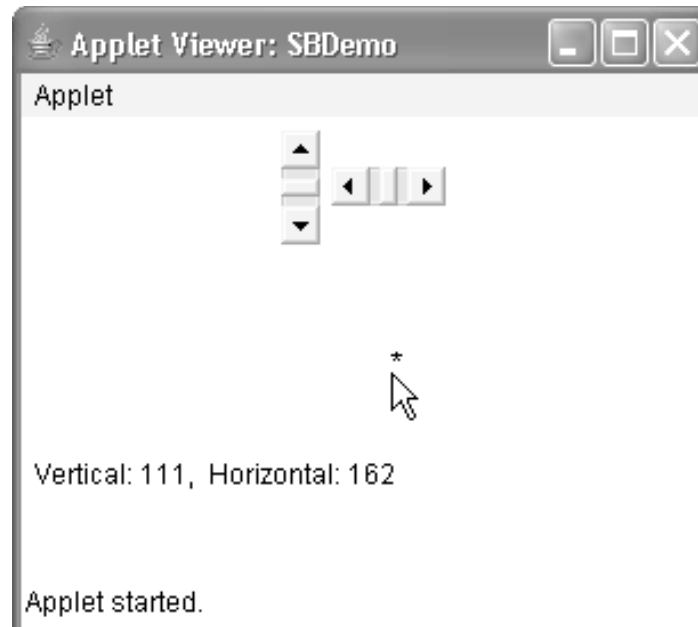 Applet Viewer: SBDemo
Applet
*
Vertical: 111, Horizontal: 162
Applet started.